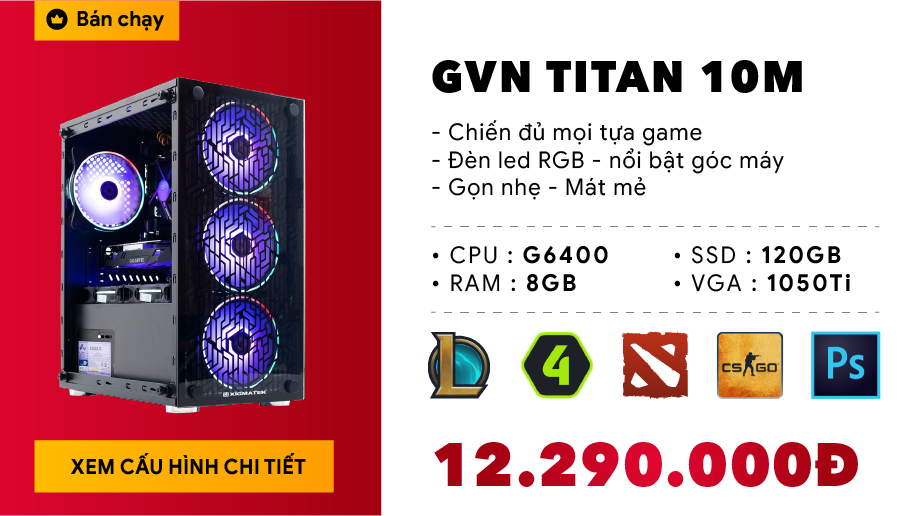 Bán chạy
GVN TITAN 10M
- Chiến đủ mọi tựa game
- Đèn led RGB - nổi bật góc máy
- Gọn nhẹ - Mát mẻ
• CPU : G6400
• SSD : 120GB
• RAM : 8GB
• VGA : 1050Ti
4
CS GO
Ps
XIGMATEK
XEM CẤU HÌNH CHI TIẾT
12.290.000Đ